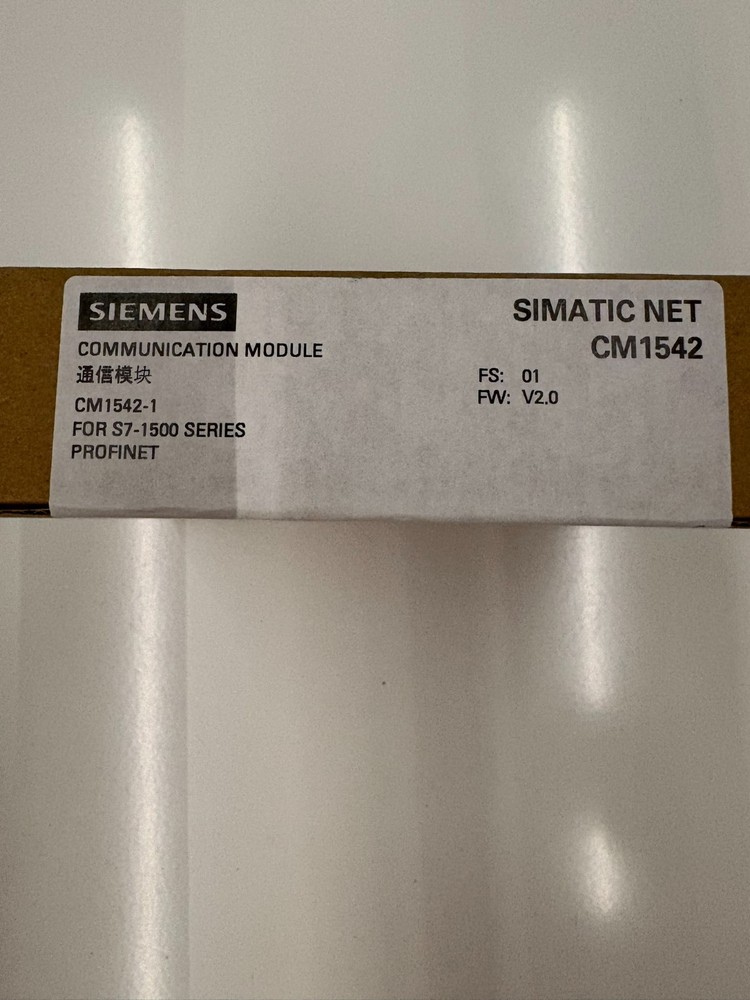 SIEMENS
COMMUNICATION MODULE
通信模块
CM1542-1
FOR S7-1500 SERIES
PROFINET
SIMATIC NET
CM1542
FS: 01
FW: V2.0